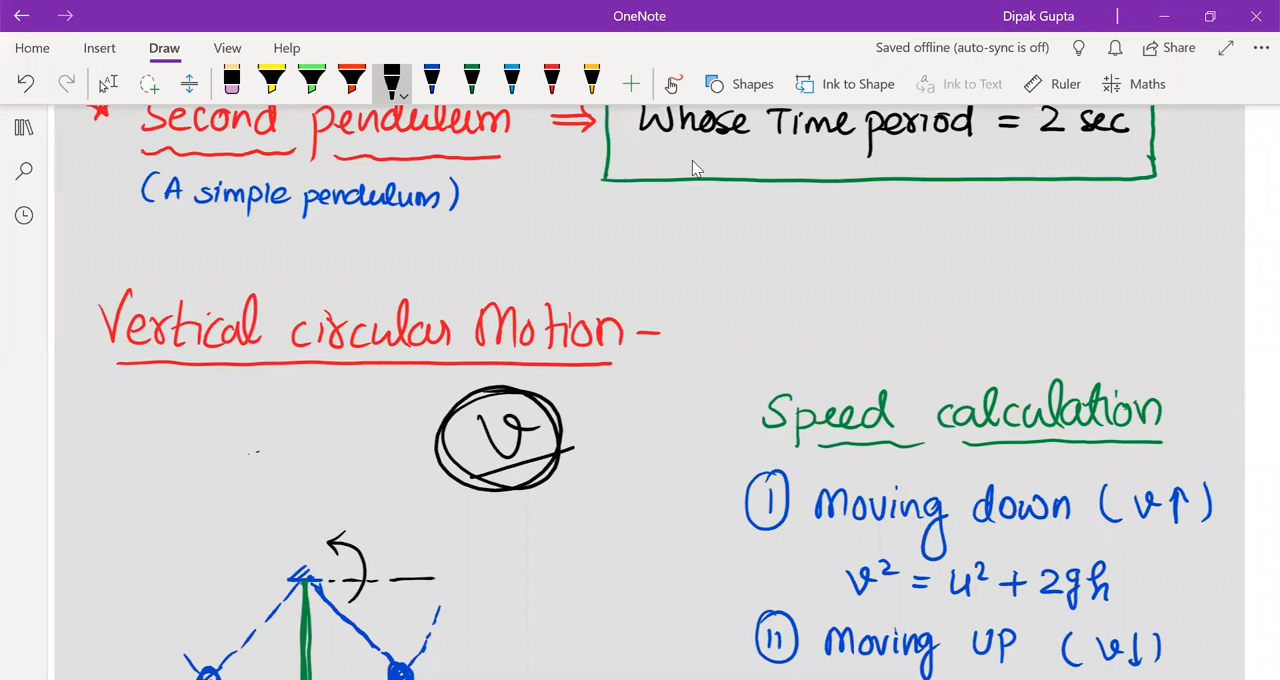 OneNote
Dipak Gupta
Home Insert Draw View Help
Saved offline (auto-sync is off)
Share
Shapes
Ink to Shape
Ink to Text
Ruler
Maths
* Second pendulum ⇒ Whose Time period = 2 sec
(A simple pendulum)
Vertical circular Motion -
v
Speed calculation
(I) Moving down (v↑)
v² = u² + 2gh
(II) Moving UP (v↓)